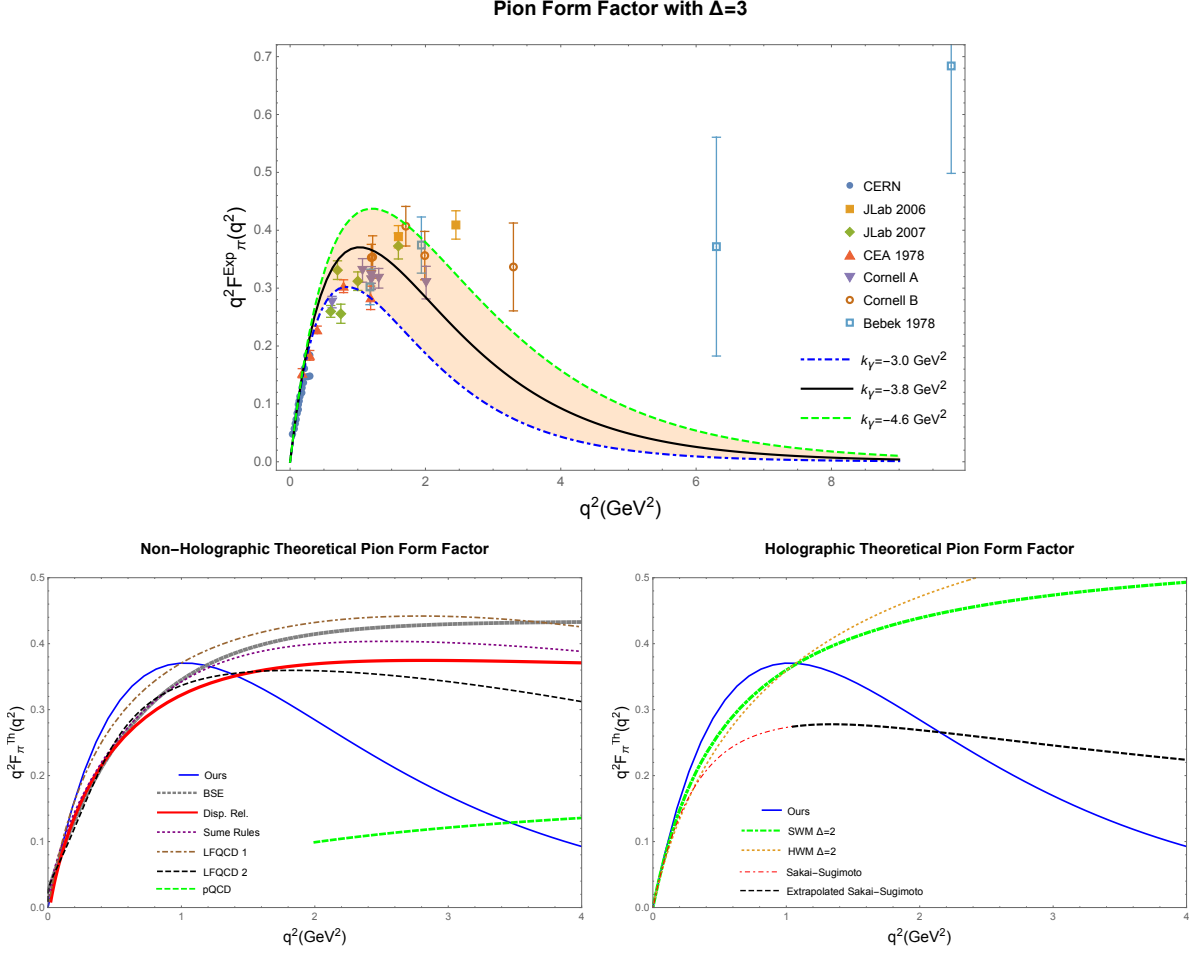 Pion Form Factor with Δ=3
q²F^Exp_π(q²)
0.7
0.6
0.5
0.4
0.3
0.2
0.1
0.0
CERN
JLab 2006
JLab 2007
CEA 1978
Cornell A
Cornell B
Bebek 1978
k_γ=−3.0 GeV²
k_γ=−3.8 GeV²
k_γ=−4.6 GeV²
0 2 4 6 8
q²(GeV²)
Non−Holographic Theoretical Pion Form Factor
q²F_π^Th(q²)
0.5
0.4
0.3
0.2
0.1
0.0
Ours
BSE
Disp. Rel.
Sume Rules
LFQCD 1
LFQCD 2
pQCD
0 1 2 3 4
q²(GeV²)
Holographic Theoretical Pion Form Factor
q²F_π^Th(q²)
0.5
0.4
0.3
0.2
0.1
0.0
Ours
SWM Δ=2
HWM Δ=2
Sakai−Sugimoto
Extrapolated Sakai−Sugimoto
0 1 2 3 4
q²(GeV²)